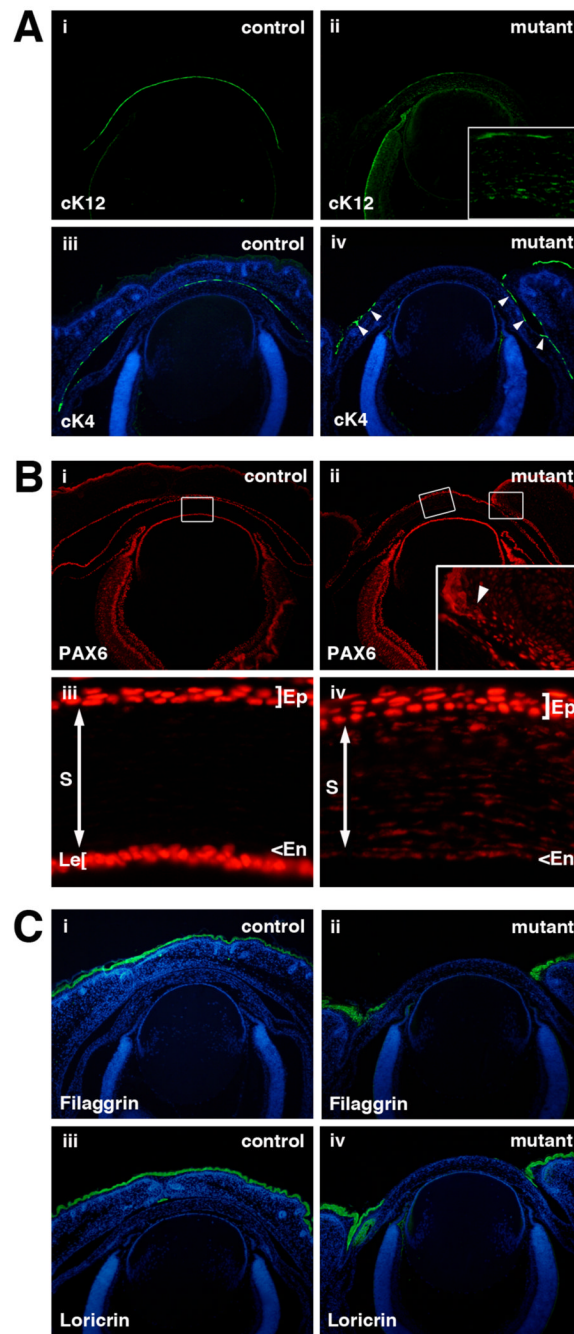 A
i control
cK12
ii mutant
cK12
iii control
cK4
iv mutant
cK4
B
i control
PAX6
ii mutant
PAX6
iii
]Ep
S
<En
Le[
iv
]Ep
S
<En
C
i control
Filaggrin
ii mutant
Filaggrin
iii control
Loricrin
iv mutant
Loricrin